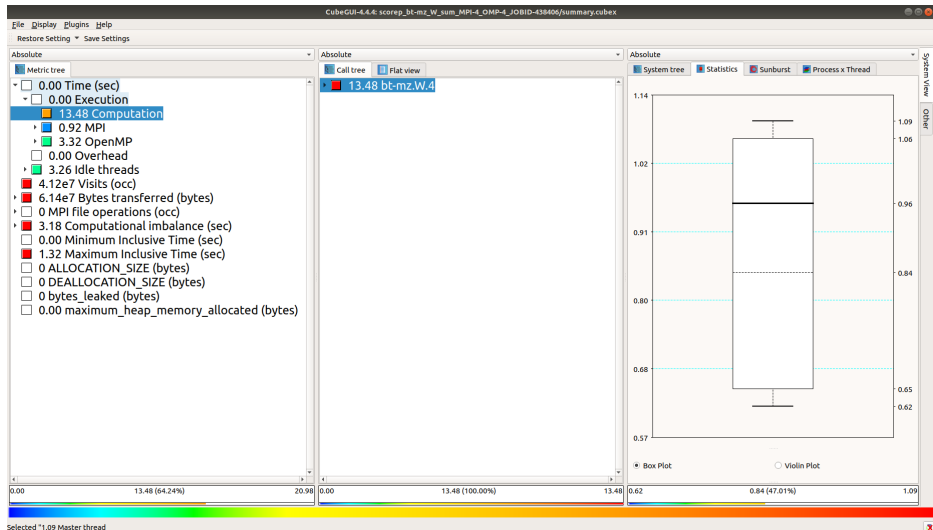 CubeGUI-4.4.4: scorep_bt-mz_W_sum_MPI-4_OMP-4_JOBID-438406/summary.cubex
File Display Plugins Help
Restore Setting Save Settings
Absolute
Metric tree
0.00 Time (sec)
0.00 Execution
13.48 Computation
0.92 MPI
3.32 OpenMP
0.00 Overhead
3.26 Idle threads
4.12e7 Visits (occ)
6.14e7 Bytes transferred (bytes)
0 MPI file operations (occ)
3.18 Computational imbalance (sec)
0.00 Minimum Inclusive Time (sec)
1.32 Maximum Inclusive Time (sec)
0 ALLOCATION_SIZE (bytes)
0 DEALLOCATION_SIZE (bytes)
0 bytes_leaked (bytes)
0.00 maximum_heap_memory_allocated (bytes)
0.00 13.48 (64.24%) 20.98
Absolute
Call tree Flat view
13.48 bt-mz.W.4
0.00 13.48 (100.00%) 13.48
Absolute
System tree Statistics Sunburst Process x Thread
1.14
1.02
0.91
0.80
0.68
0.57
1.09
1.06
0.96
0.84
0.65
0.62
Box Plot Violin Plot
0.62 0.84 (47.01%) 1.09
System View
Other
Selected "1.09 Master thread